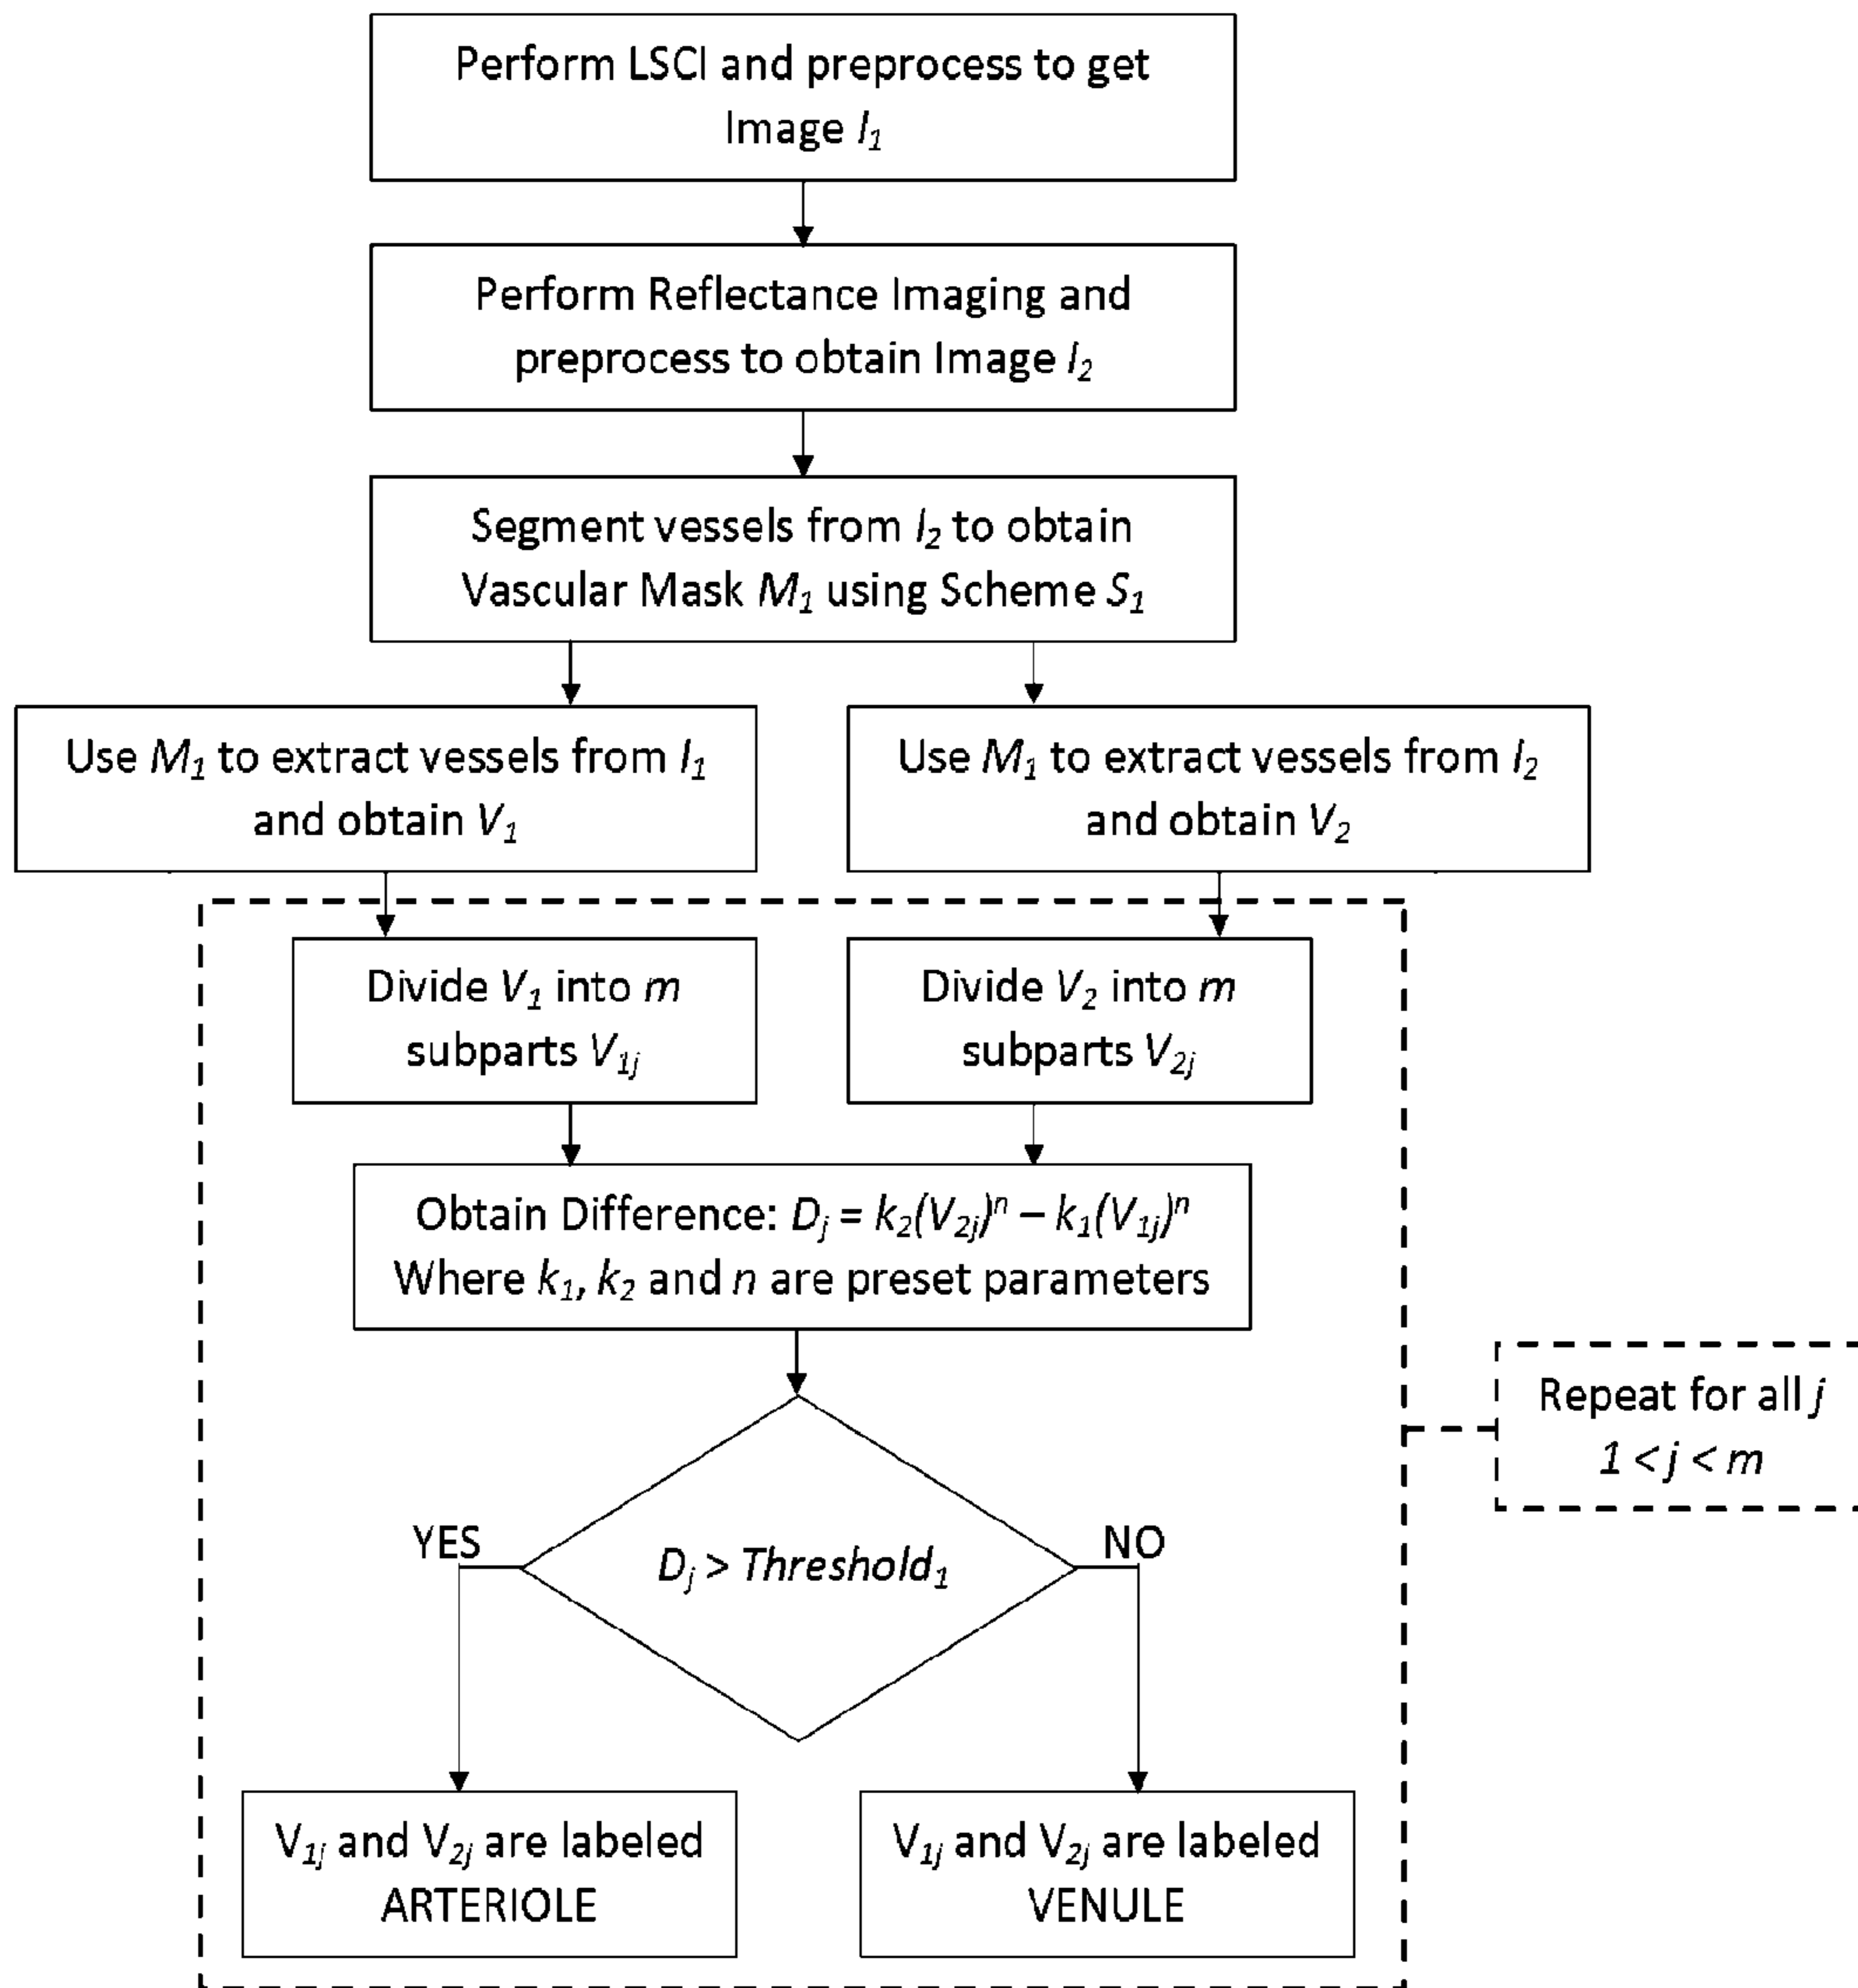 Perform LSCI and preprocess to get
Image I₁
Perform Reflectance Imaging and
preprocess to obtain Image I₂
Segment vessels from I₂ to obtain
Vascular Mask M₁ using Scheme S₁
Use M₁ to extract vessels from I₁
and obtain V₁
Use M₁ to extract vessels from I₂
and obtain V₂
Divide V₁ into m
subparts V₁ⱼ
Divide V₂ into m
subparts V₂ⱼ
Obtain Difference: Dⱼ = k₂(V₂ⱼ)ⁿ – k₁(V₁ⱼ)ⁿ
Where k₁, k₂ and n are preset parameters
Repeat for all j
1 < j < m
YES
Dⱼ > Threshold₁
NO
V₁ⱼ and V₂ⱼ are labeled
ARTERIOLE
V₁ⱼ and V₂ⱼ are labeled
VENULE